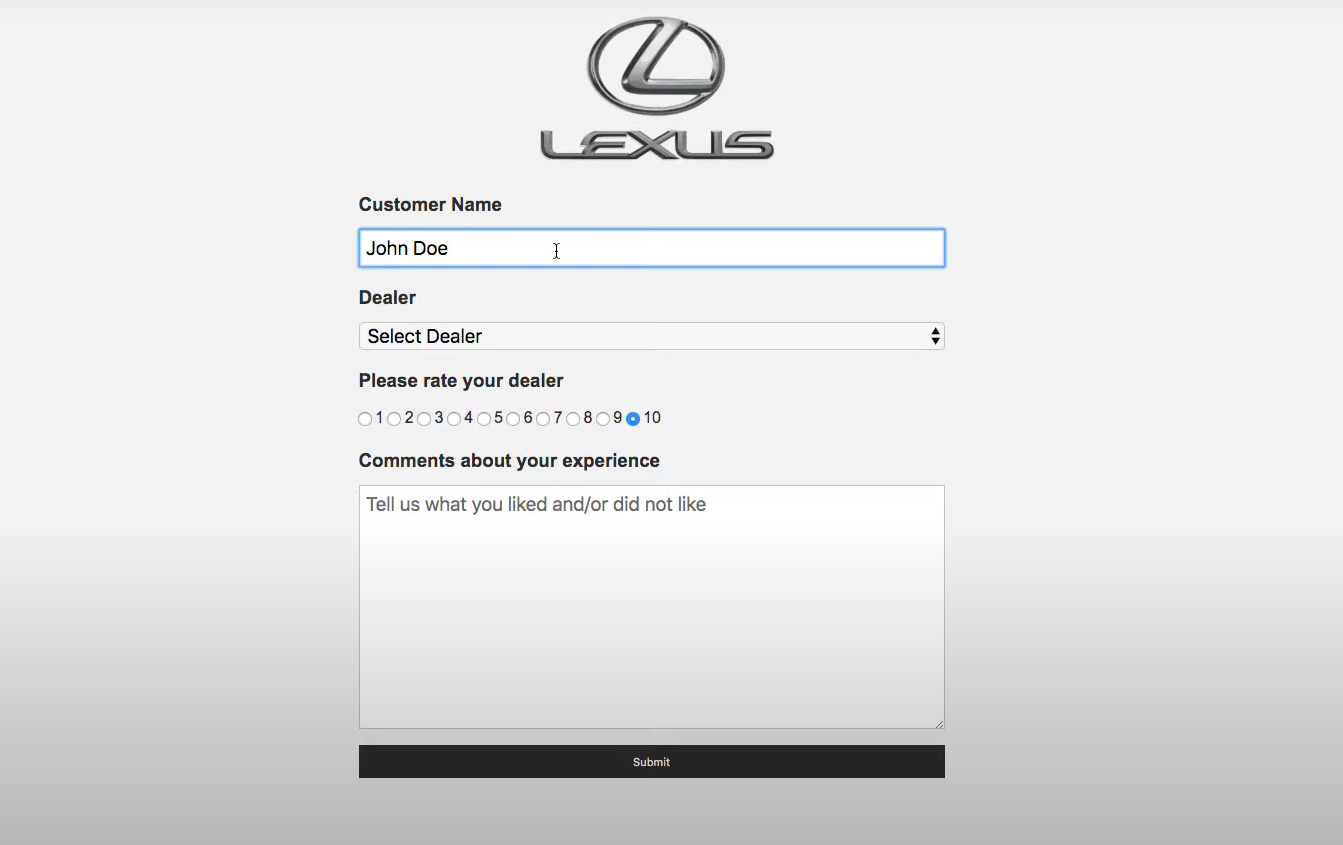 LEXUS
Customer Name
John Doe
Dealer
Select Dealer
Please rate your dealer
1 2 3 4 5 6 7 8 9 10
Comments about your experience
Tell us what you liked and/or did not like
Submit